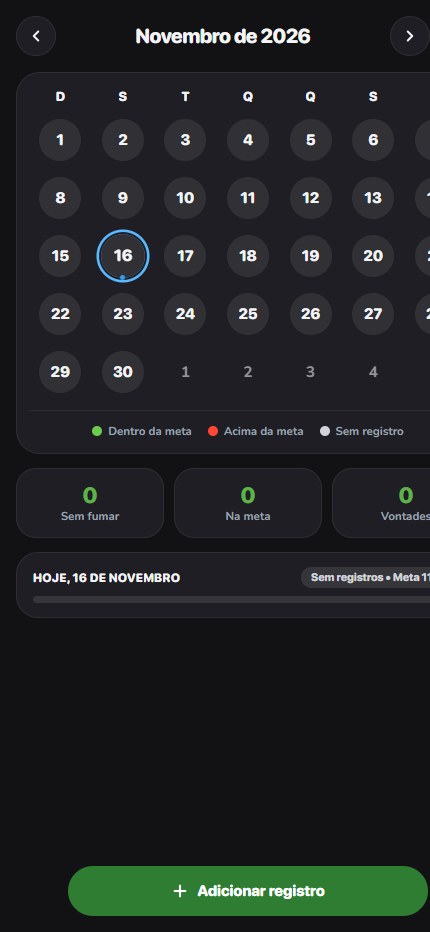 Novembro de 2026
D S T Q Q S
1 2 3 4 5 6
8 9 10 11 12 13
15 16 17 18 19 20
22 23 24 25 26 27
29 30 1 2 3 4
Dentro da meta Acima da meta Sem registro
0 0 0
Sem fumar Na meta Vontades
HOJE, 16 DE NOVEMBRO Sem registros • Meta 11
Adicionar registro